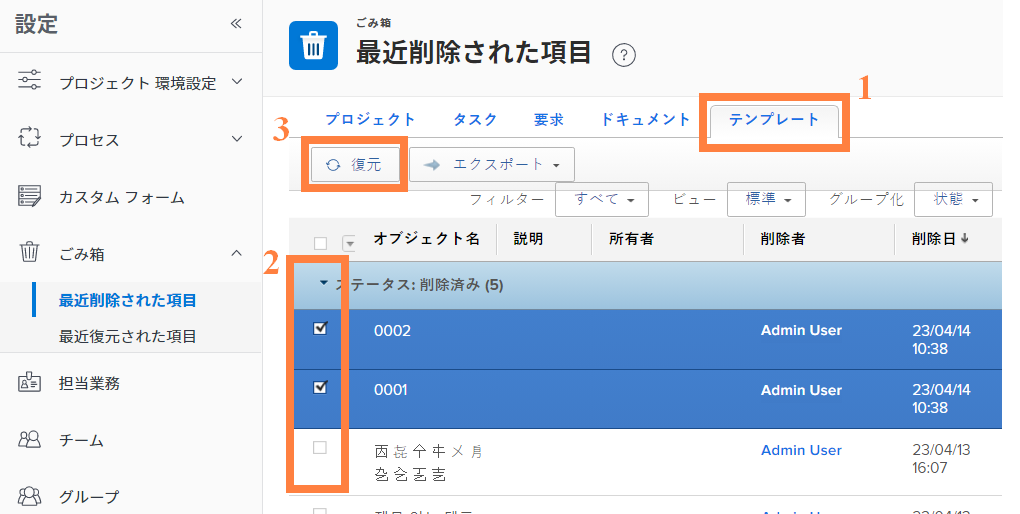 設定
プロジェクト 環境設定
プロセス
カスタム フォーム
ごみ箱
最近削除された項目
最近復元された項目
担当業務
チーム
グループ
ごみ箱
最近削除された項目
?
プロジェクト タスク 要求 ドキュメント テンプレート
1
3
復元 エクスポート
フィルター すべて ビュー 標準 グループ化 状態
オブジェクト名 説明 所有者 削除者 削除日
2
ステータス: 削除済み (5)
0002 Admin User 23/04/14
10:38
0001 Admin User 23/04/14
10:38
Admin User 23/04/13
16:07